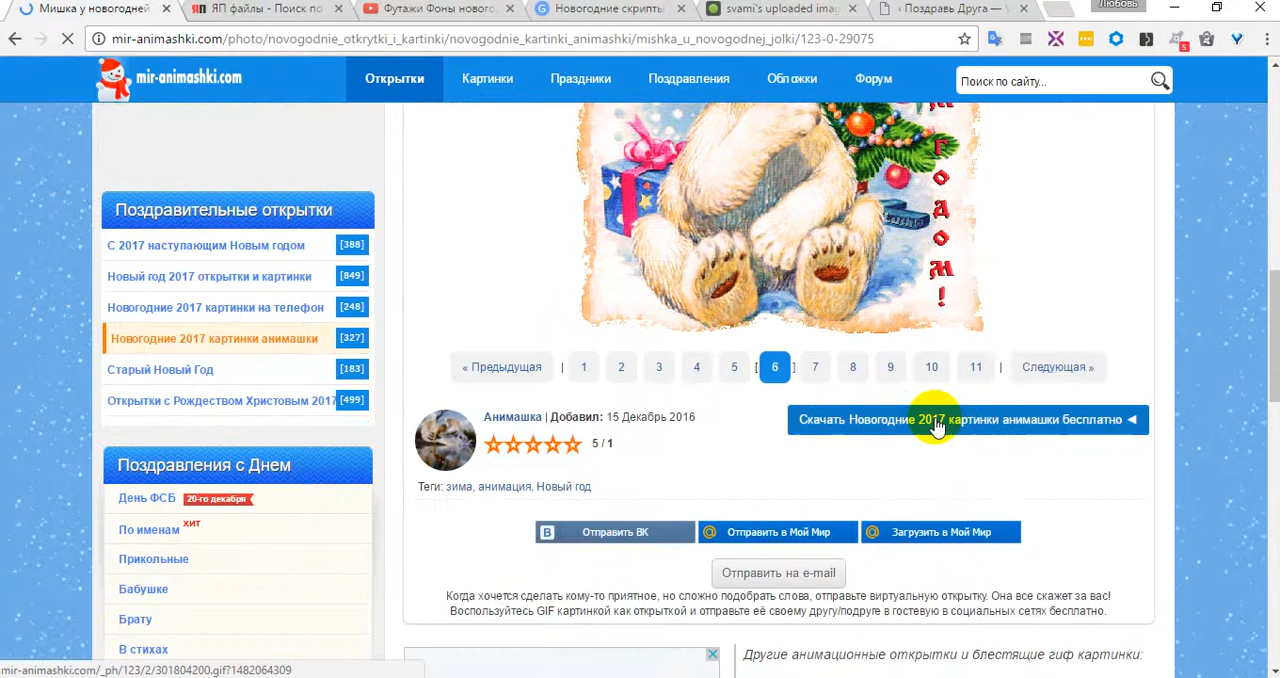 Мишка у новогодней
ЯП файлы - Поиск по
Футажи Фоны новог
Новогодние скрипты
svami's uploaded ima
‹ Поздравь Друга —
Любовь
mir-animashki.com/photo/novogodnie_otkrytki_i_kartinki/novogodnie_kartinki_animashki/mishka_u_novogodnej_jolki/123-0-29075
5
mir-animashki.com
Открытки
Картинки
Праздники
Поздравления
Обложки
Форум
Поиск по сайту...
Г
о
д
о
м
!
Поздравительные открытки
С 2017 наступающим Новым годом [388]
Новый год 2017 открытки и картинки [849]
Новогодние 2017 картинки на телефон [248]
Новогодние 2017 картинки анимашки [327]
Старый Новый Год [183]
Открытки с Рождеством Христовым 2017 [499]
« Предыдущая | 1 2 3 4 5 [ 6 ] 7 8 9 10 11 | Следующая »
Анимашка | Добавил: 15 Декабрь 2016
5 / 1
Скачать Новогодние 2017 картинки анимашки бесплатно ◄
Теги: зима, анимация, Новый год
В Отправить ВК
@ Отправить в Мой Мир
@ Загрузить в Мой Мир
Отправить на e-mail
Когда хочется сделать кому-то приятное, но сложно подобрать слова, отправьте виртуальную открытку. Она все скажет за вас!
Воспользуйтесь GIF картинкой как открыткой и отправьте её своему другу/подруге в гостевую в социальных сетях бесплатно.
Поздравления с Днем
День ФСБ 20-го декабря
По именам ХИТ
Прикольные
Бабушке
Брату
В стихах
Другие анимационные открытки и блестящие гиф картинки:
mir-animashki.com/_ph/123/2/301804200.gif?1482064309